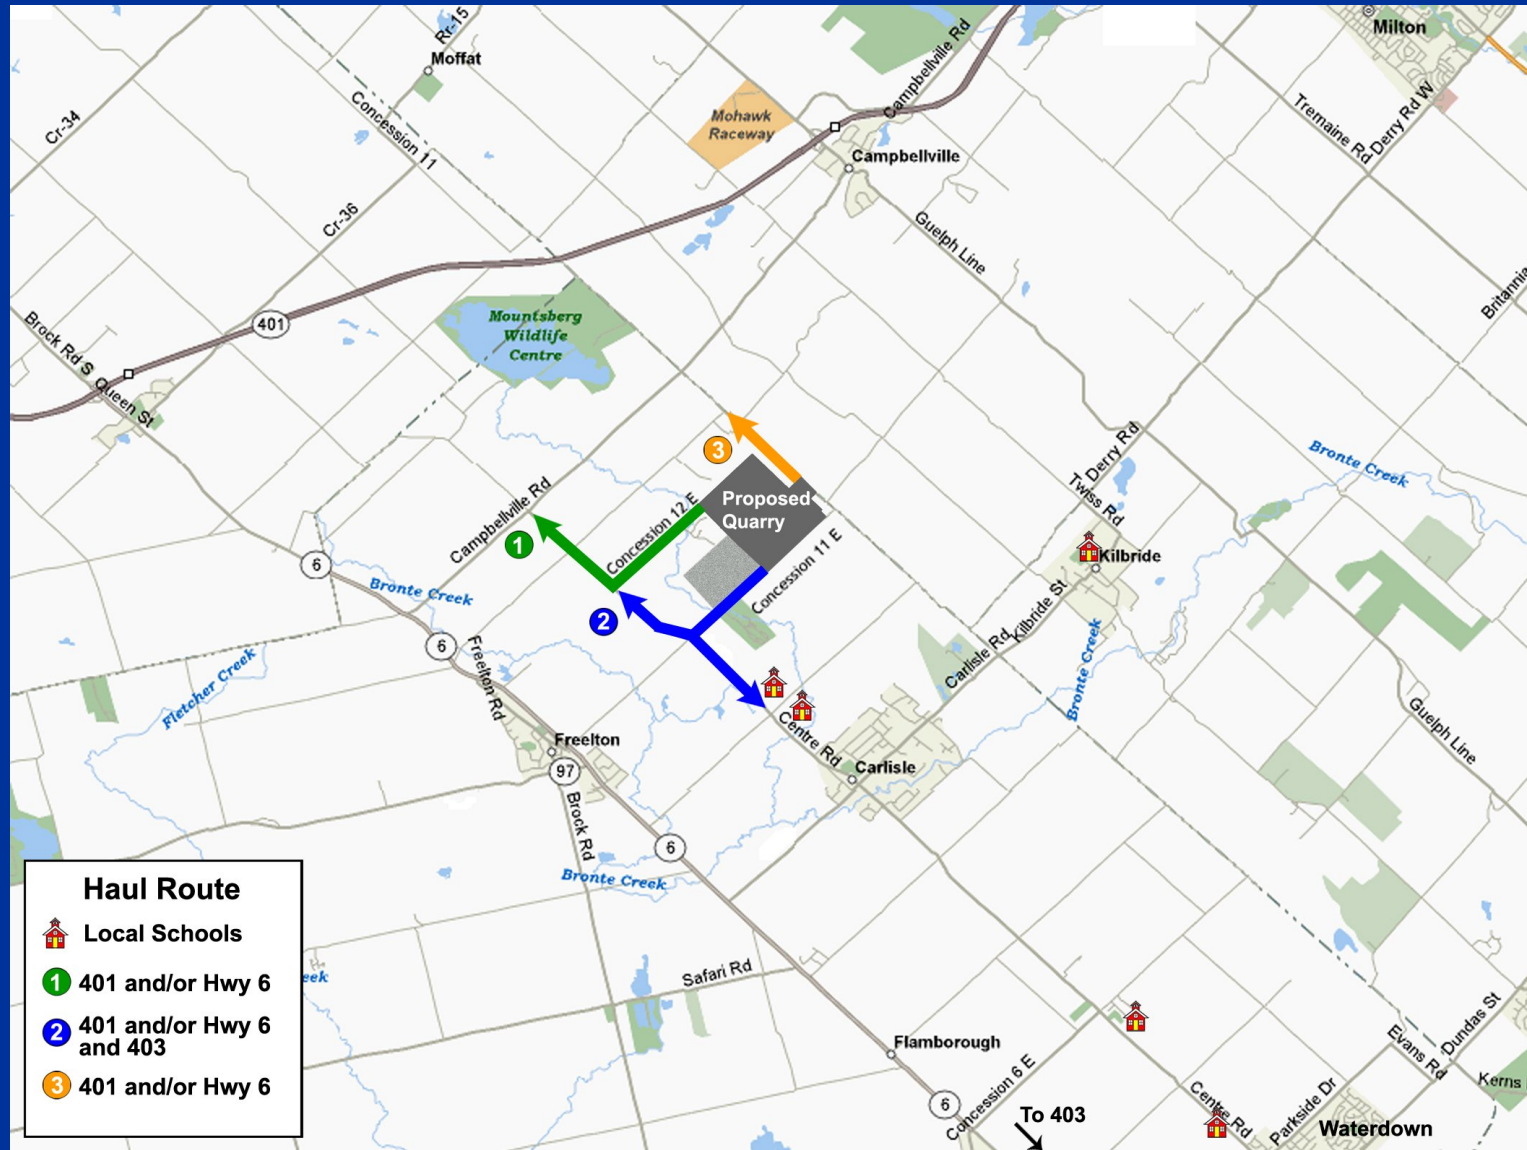 Rr-15
Milton
Moffat
Campbellville Rd
Cr-34
Concession 11
Mohawk
Raceway
Tremaine Rd
Derry Rd W
Campbellville
Cr-36
Guelph Line
Britannia
Brock Rd S
401
Mountsberg
Wildlife
Centre
Queen St
3
Derry Rd
Bronte Creek
Twiss Rd
Campbellville Rd
Concession 12 E
Proposed
Quarry
1
Concession 11 E
Kilbride
6
Bronte Creek
2
Kilbride St
6
Freelton Rd
Carlisle Rd
Bronte Creek
Fletcher Creek
Centre Rd
Guelph Line
Freelton
97
Carlisle
Brock Rd
6
Bronte Creek
Haul Route
Local Schools
1 401 and/or Hwy 6
2 401 and/or Hwy 6
and 403
3 401 and/or Hwy 6
eek
Safari Rd
Flamborough
Dundas St
Evans Rd
Kerns
6
Concession 6 E
To 403
Centre Rd
Parkside Dr
Waterdown